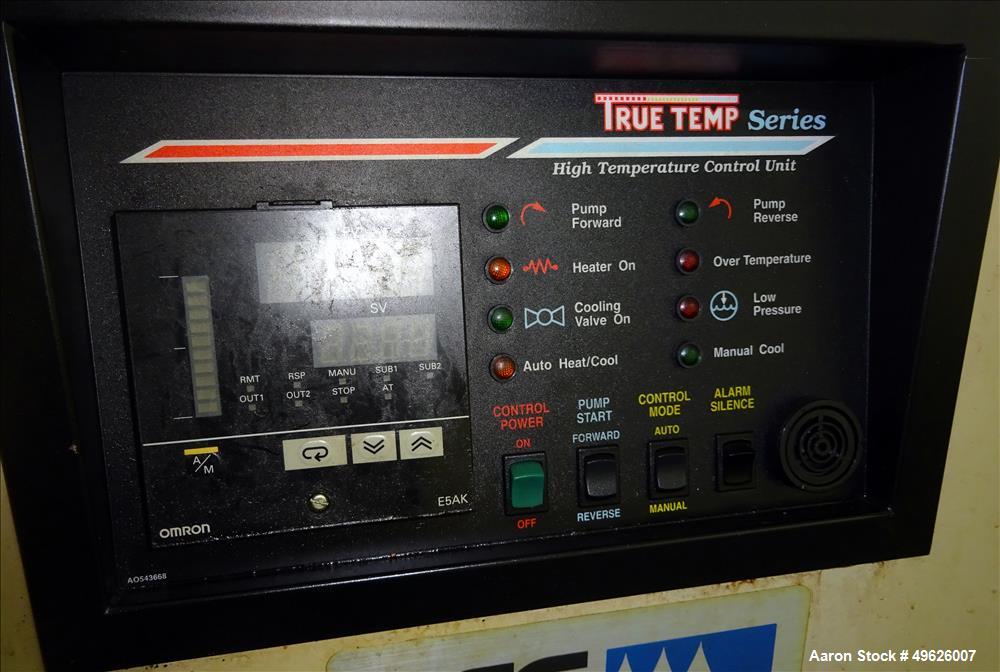 TRUE TEMP Series
High Temperature Control Unit
Pump
Forward
Pump
Reverse
Heater On
Over Temperature
Cooling
Valve On
Low
Pressure
Auto Heat/Cool
Manual Cool
SV
RMT
RSP
MANU
SUB1
SUB2
OUT1
OUT2
STOP
AT
A/M
E5AK
OMRON
CONTROL
POWER
ON
OFF
PUMP
START
FORWARD
REVERSE
CONTROL
MODE
AUTO
MANUAL
ALARM
SILENCE
AO543668
Aaron Stock # 49626007